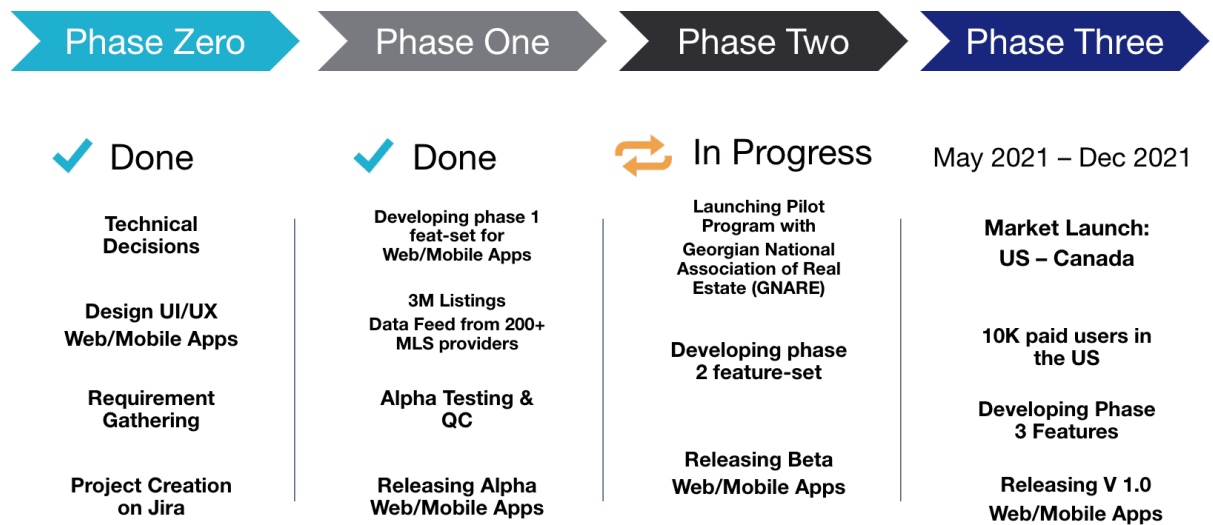 Phase Zero
Phase One
Phase Two
Phase Three
Done
Done
In Progress
May 2021 – Dec 2021
Technical
Decisions
Design UI/UX
Web/Mobile Apps
Requirement
Gathering
Project Creation
on Jira
Developing phase 1
feat-set for
Web/Mobile Apps
3M Listings
Data Feed from 200+
MLS providers
Alpha Testing &
QC
Releasing Alpha
Web/Mobile Apps
Launching Pilot
Program with
Georgian National
Association of Real
Estate (GNARE)
Developing phase
2 feature-set
Releasing Beta
Web/Mobile Apps
Market Launch:
US – Canada
10K paid users in
the US
Developing Phase
3 Features
Releasing V 1.0
Web/Mobile Apps